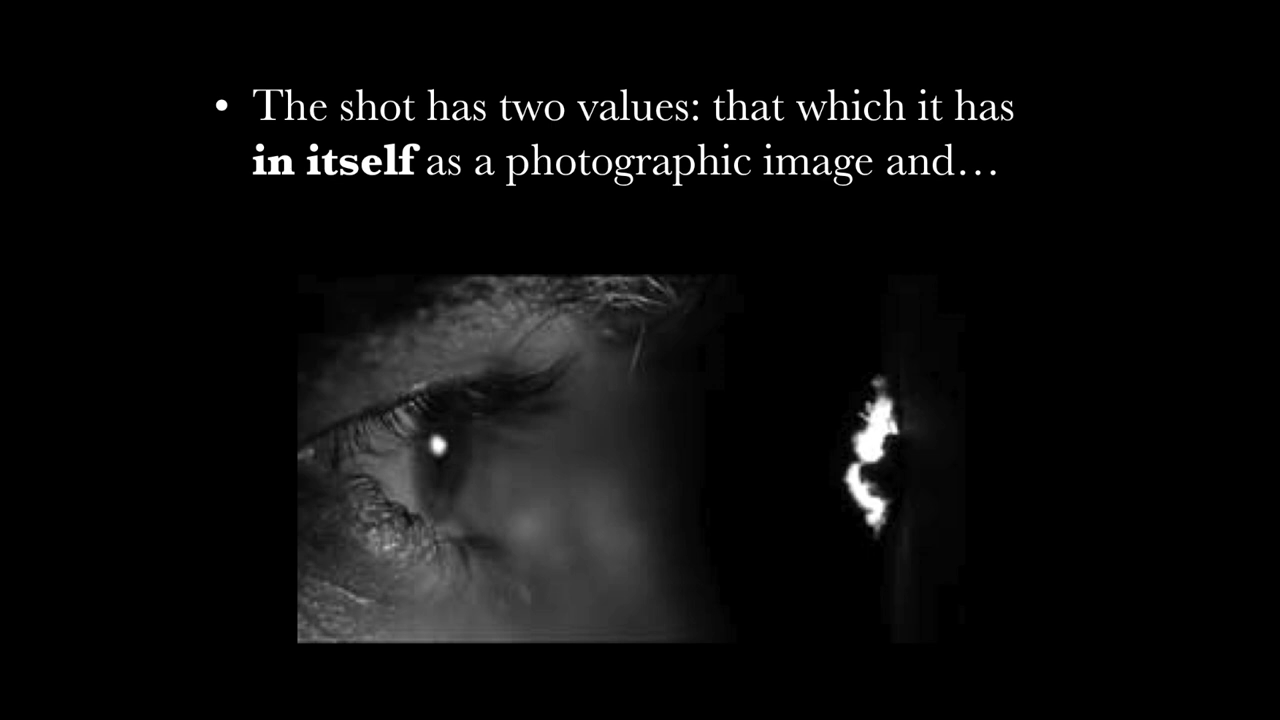 • The shot has two values: that which it has
in itself as a photographic image and…